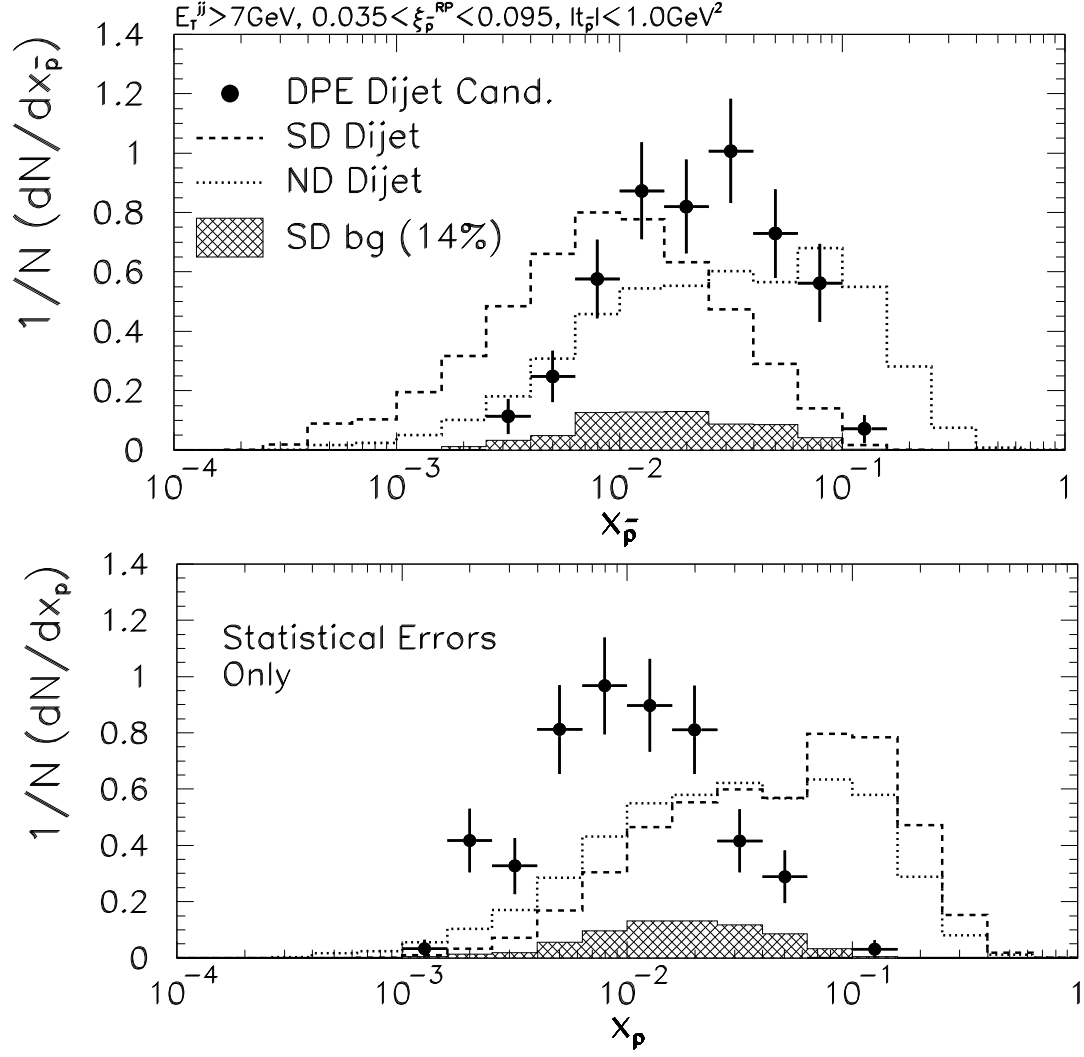 E_T^jj>7GeV, 0.035<ξ_p̄^RP<0.095, |t_p̄|<1.0GeV²
1/N (dN/dx_p̄)
1.4
1.2
1
0.8
0.6
0.4
0.2
0
DPE Dijet Cand.
SD Dijet
ND Dijet
SD bg (14%)
10⁻⁴ 10⁻³ 10⁻² 10⁻¹ 1
x_p̄
1/N (dN/dx_p)
1.4
1.2
1
0.8
0.6
0.4
0.2
0
Statistical Errors
Only
10⁻⁴ 10⁻³ 10⁻² 10⁻¹ 1
x_p